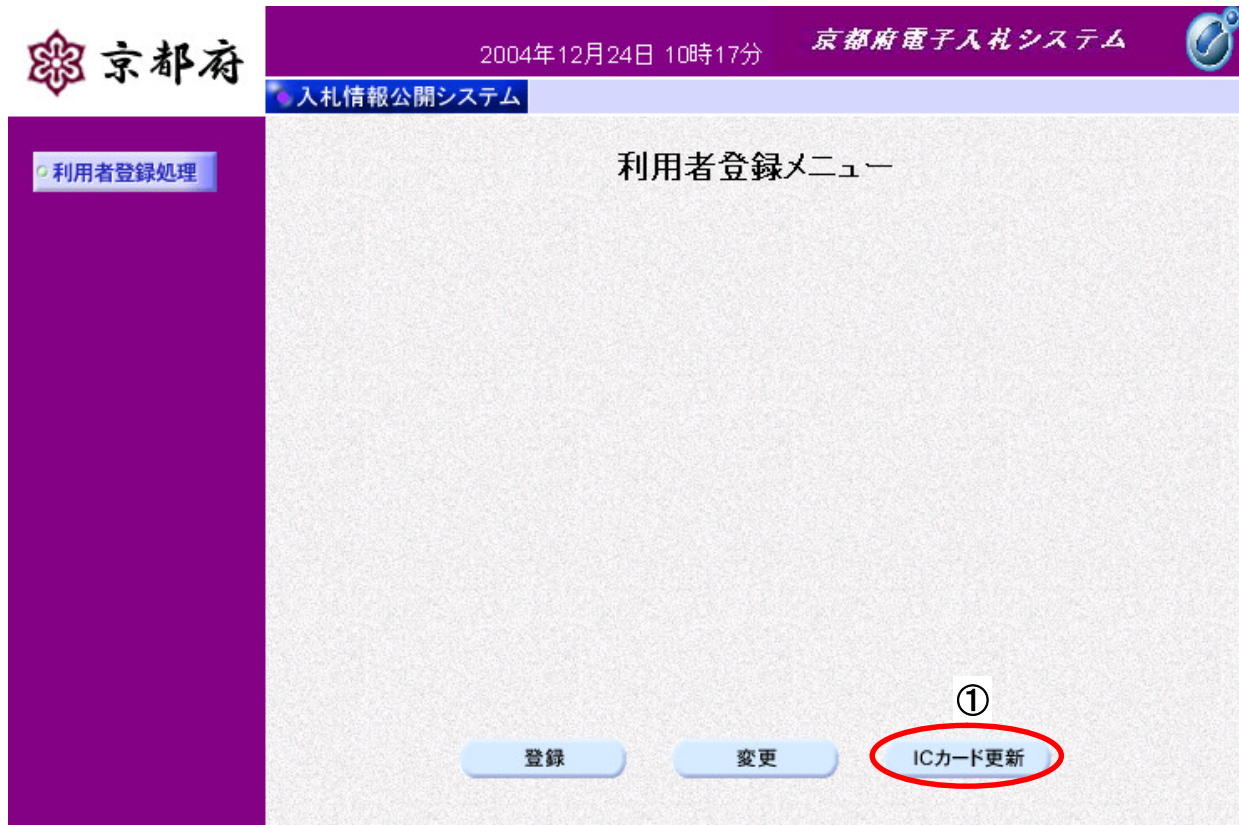 京都府
2004年12月24日 10時17分
京都府電子入札システム
入札情報公開システム
利用者登録処理
利用者登録メニュー
①
登録
変更
ICカード更新